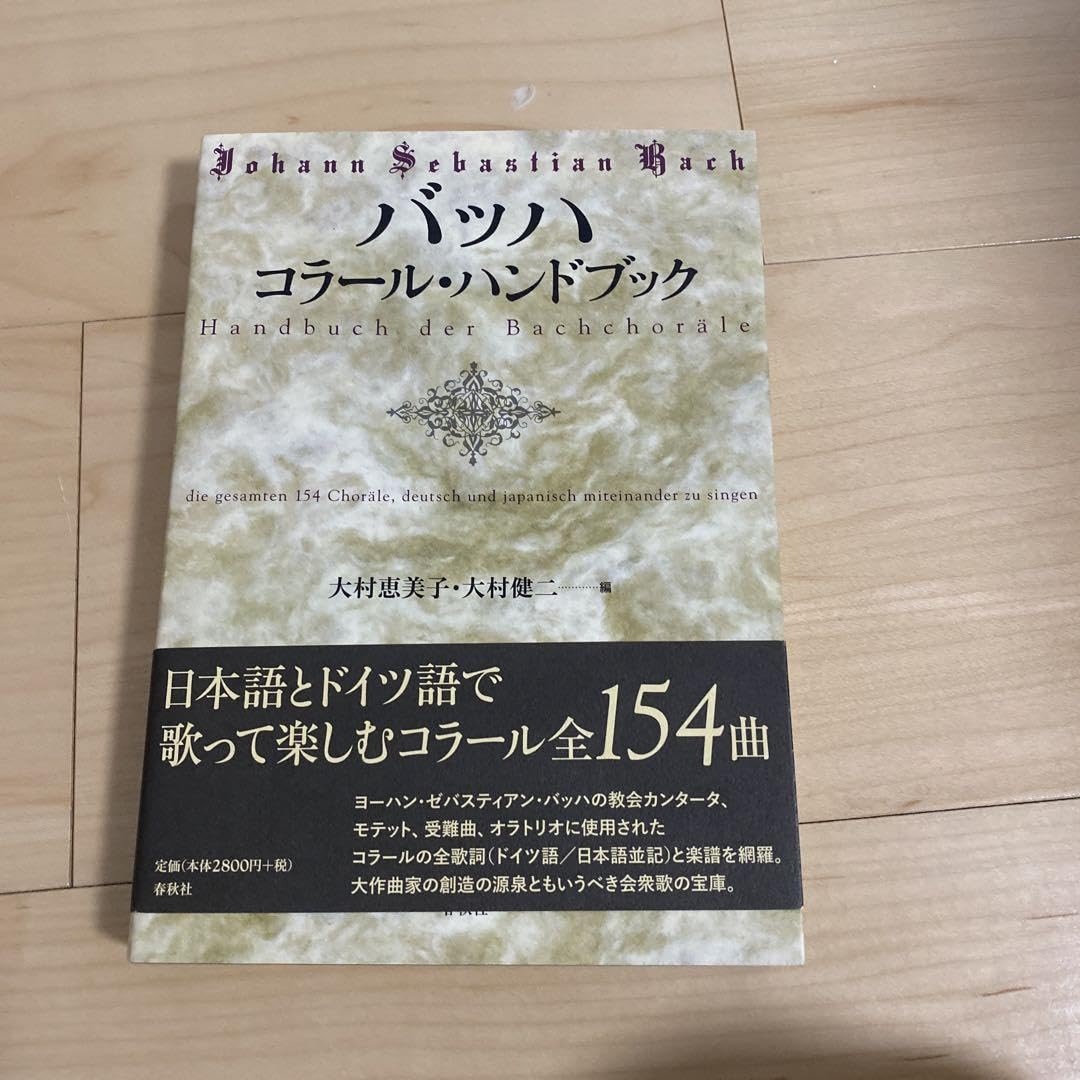 Johann Sebastian Bach
バッハ
コラール・ハンドブック
Handbuch der Bachchoräle
die gesamten 154 Choräle, deutsch und japanisch miteinander zu singen
大村恵美子・大村健二…………編
日本語とドイツ語で
歌って楽しむコラール全154曲
ヨーハン・ゼバスティアン・バッハの教会カンタータ、
モテット、受難曲、オラトリオに使用された
コラールの全歌詞(ドイツ語/日本語並記)と楽譜を網羅。
大作曲家の創造の源泉ともいうべき会衆歌の宝庫。
定価(本体2800円+税)
春秋社